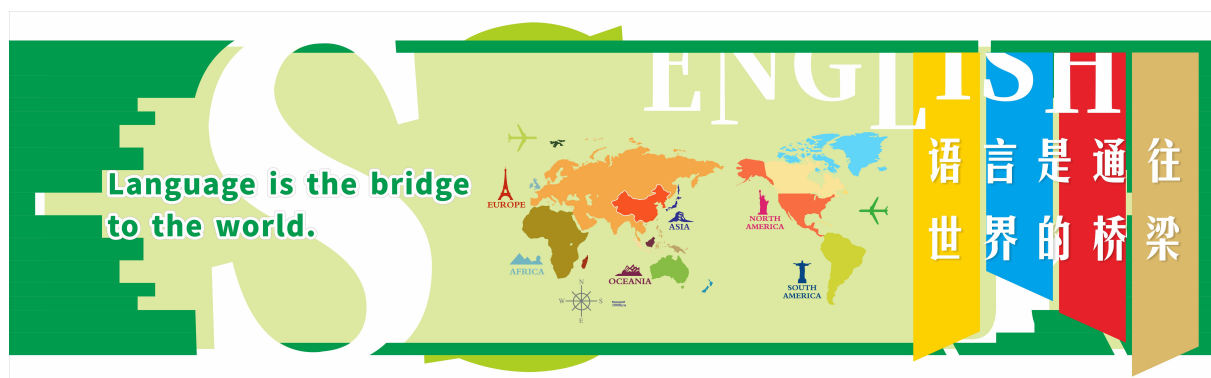 S
ENGLISH
Language is the bridge
to the world.
语言是通往
世界的桥梁
EUROPE
ASIA
AFRICA
OCEANIA
NORTH
AMERICA
SOUTH
AMERICA
N
W
S
E